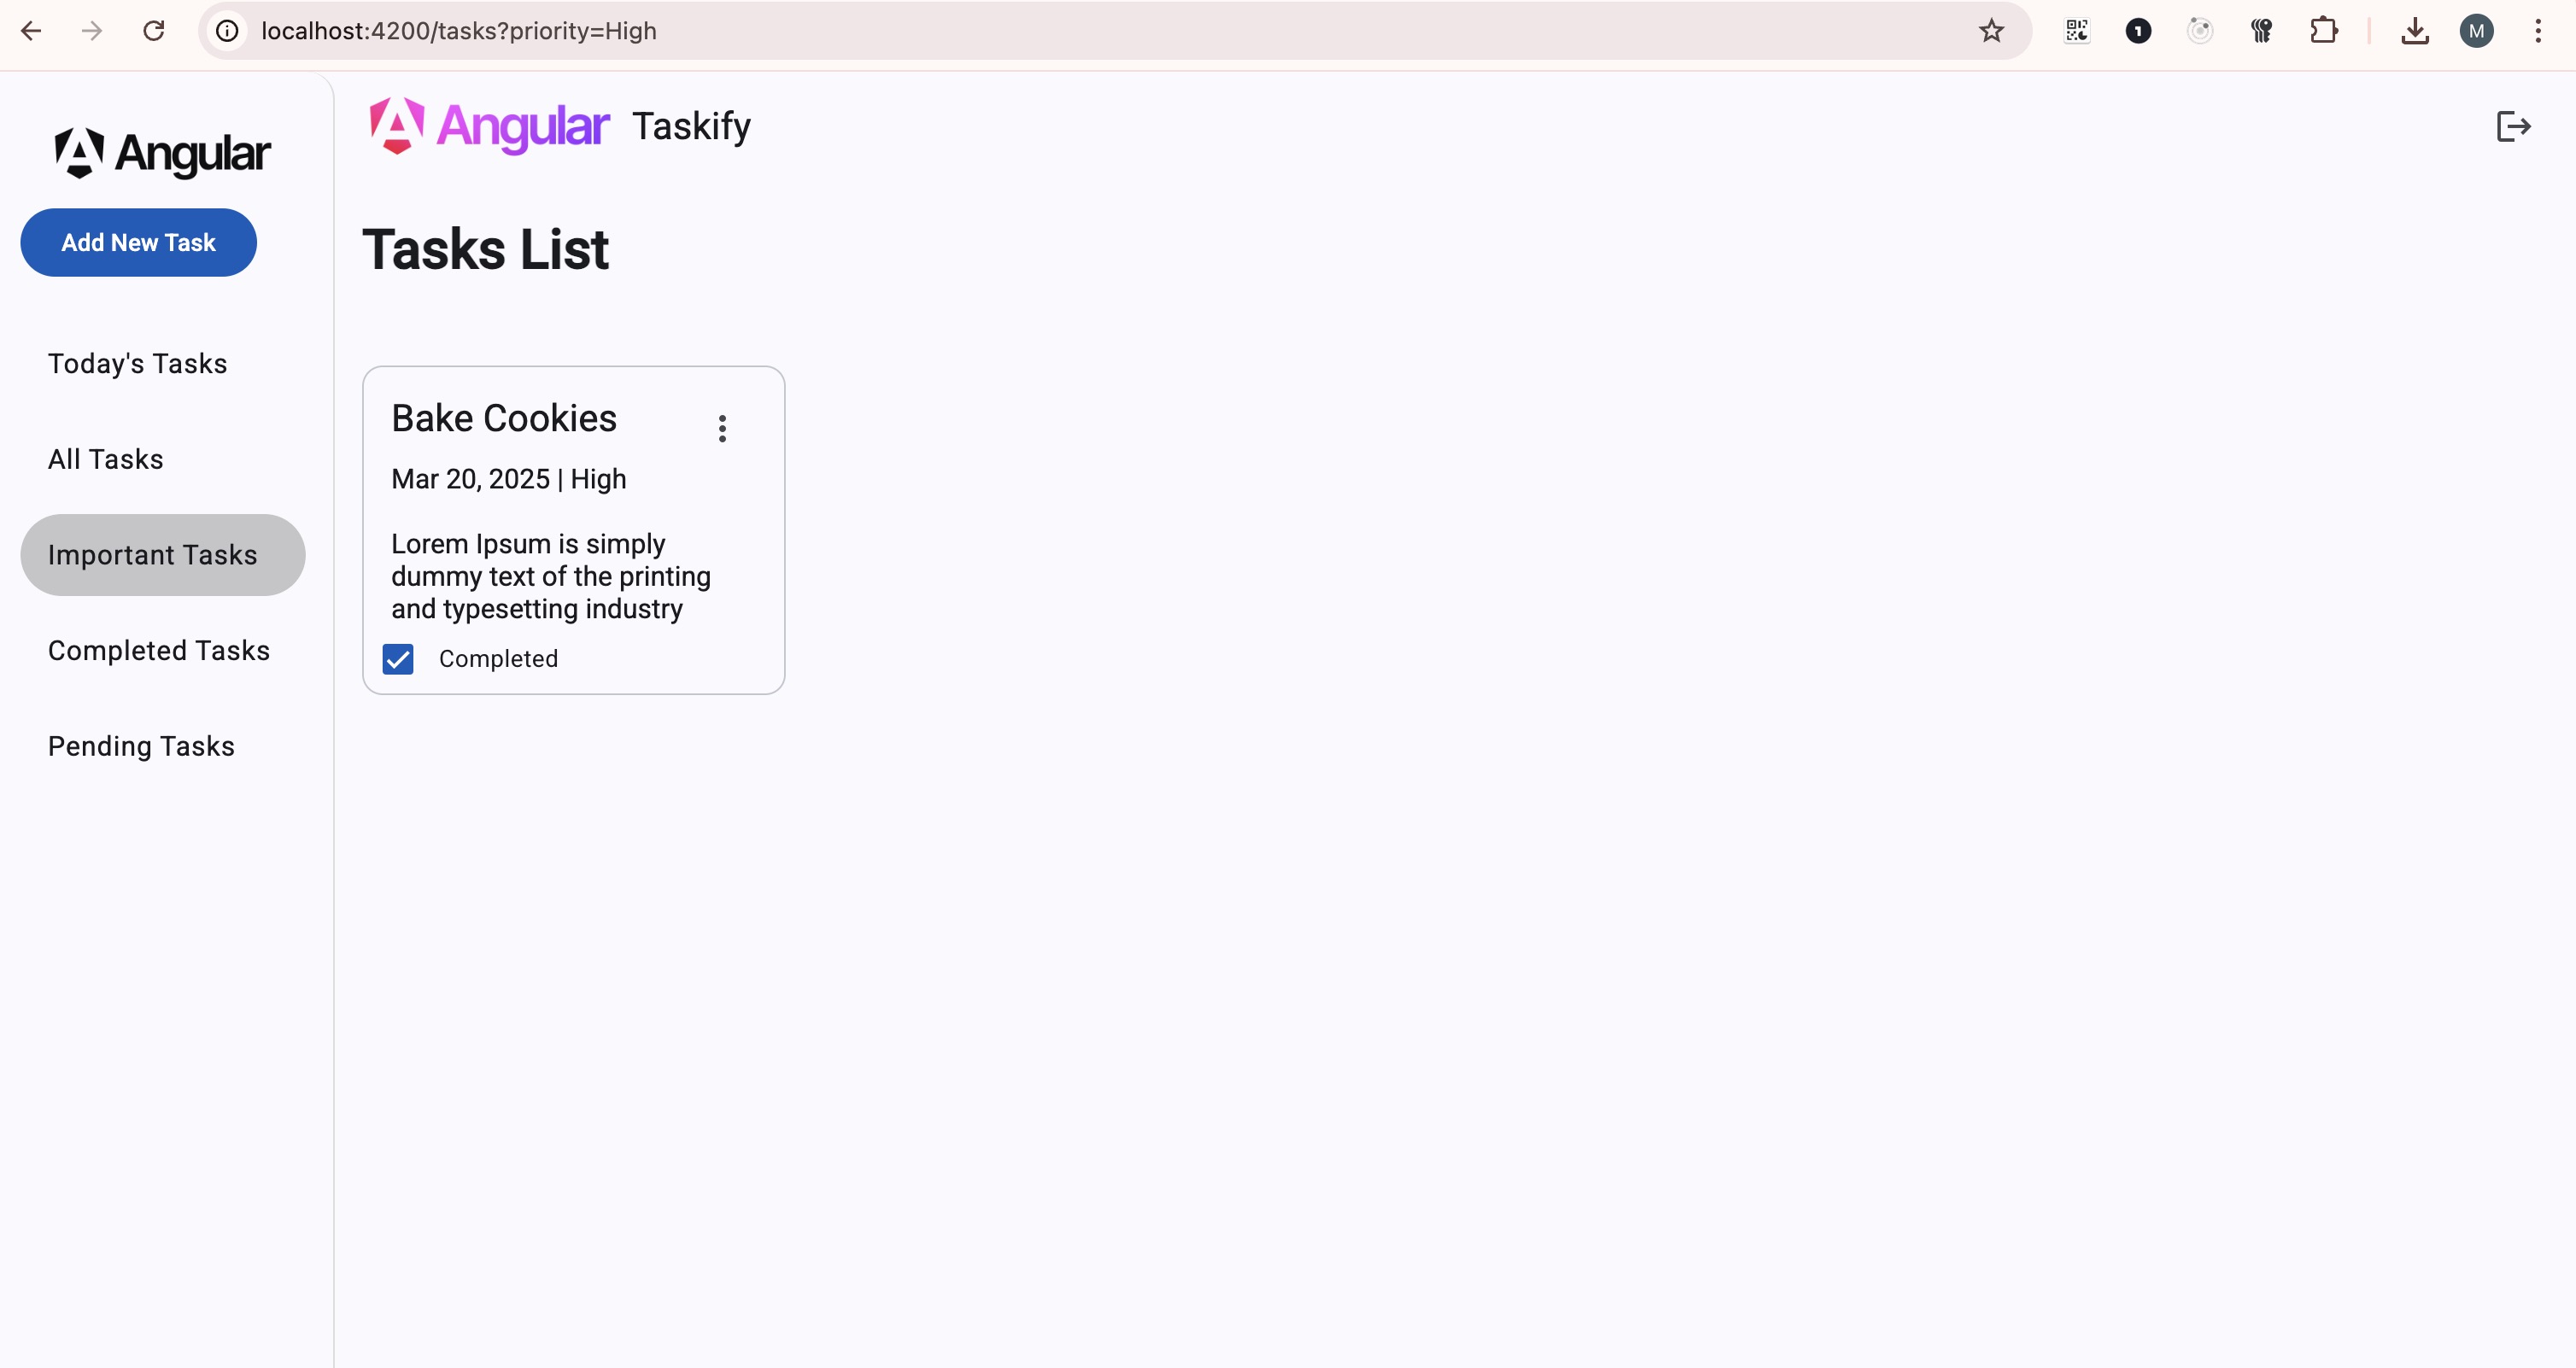 localhost:4200/tasks?priority=High
1
M
Angular
Add New Task
Today's Tasks
All Tasks
Important Tasks
Completed Tasks
Pending Tasks
Angular Taskify
Tasks List
Bake Cookies
Mar 20, 2025 | High
Lorem Ipsum is simply
dummy text of the printing
and typesetting industry
Completed